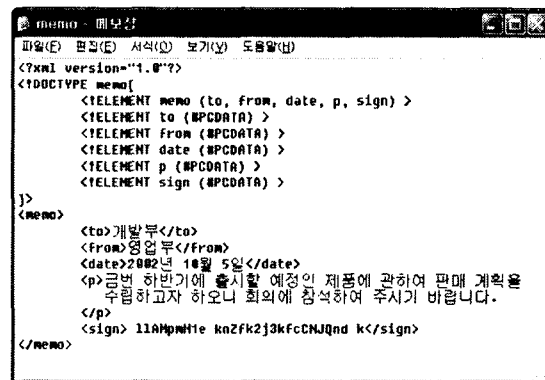 memo - 메모장
파일(F) 편집(E) 서식(O) 보기(V) 도움말(H)
<?xml version="1.0"?>
<!DOCTYPE memo[
<!ELEMENT memo (to, from, date, p, sign) >
<!ELEMENT to (#PCDATA) >
<!ELEMENT from (#PCDATA) >
<!ELEMENT date (#PCDATA) >
<!ELEMENT p (#PCDATA) >
<!ELEMENT sign (#PCDATA) >
]>
<memo>
<to>개발부</to>
<from>영업부</from>
<date>2002년 10월 5일</date>
<p>금번 하반기에 출시할 예정인 제품에 관하여 판매 계획을
수립하고자 하오니 회의에 참석하여 주시기 바랍니다.
</p>
<sign> k</sign>
</memo>